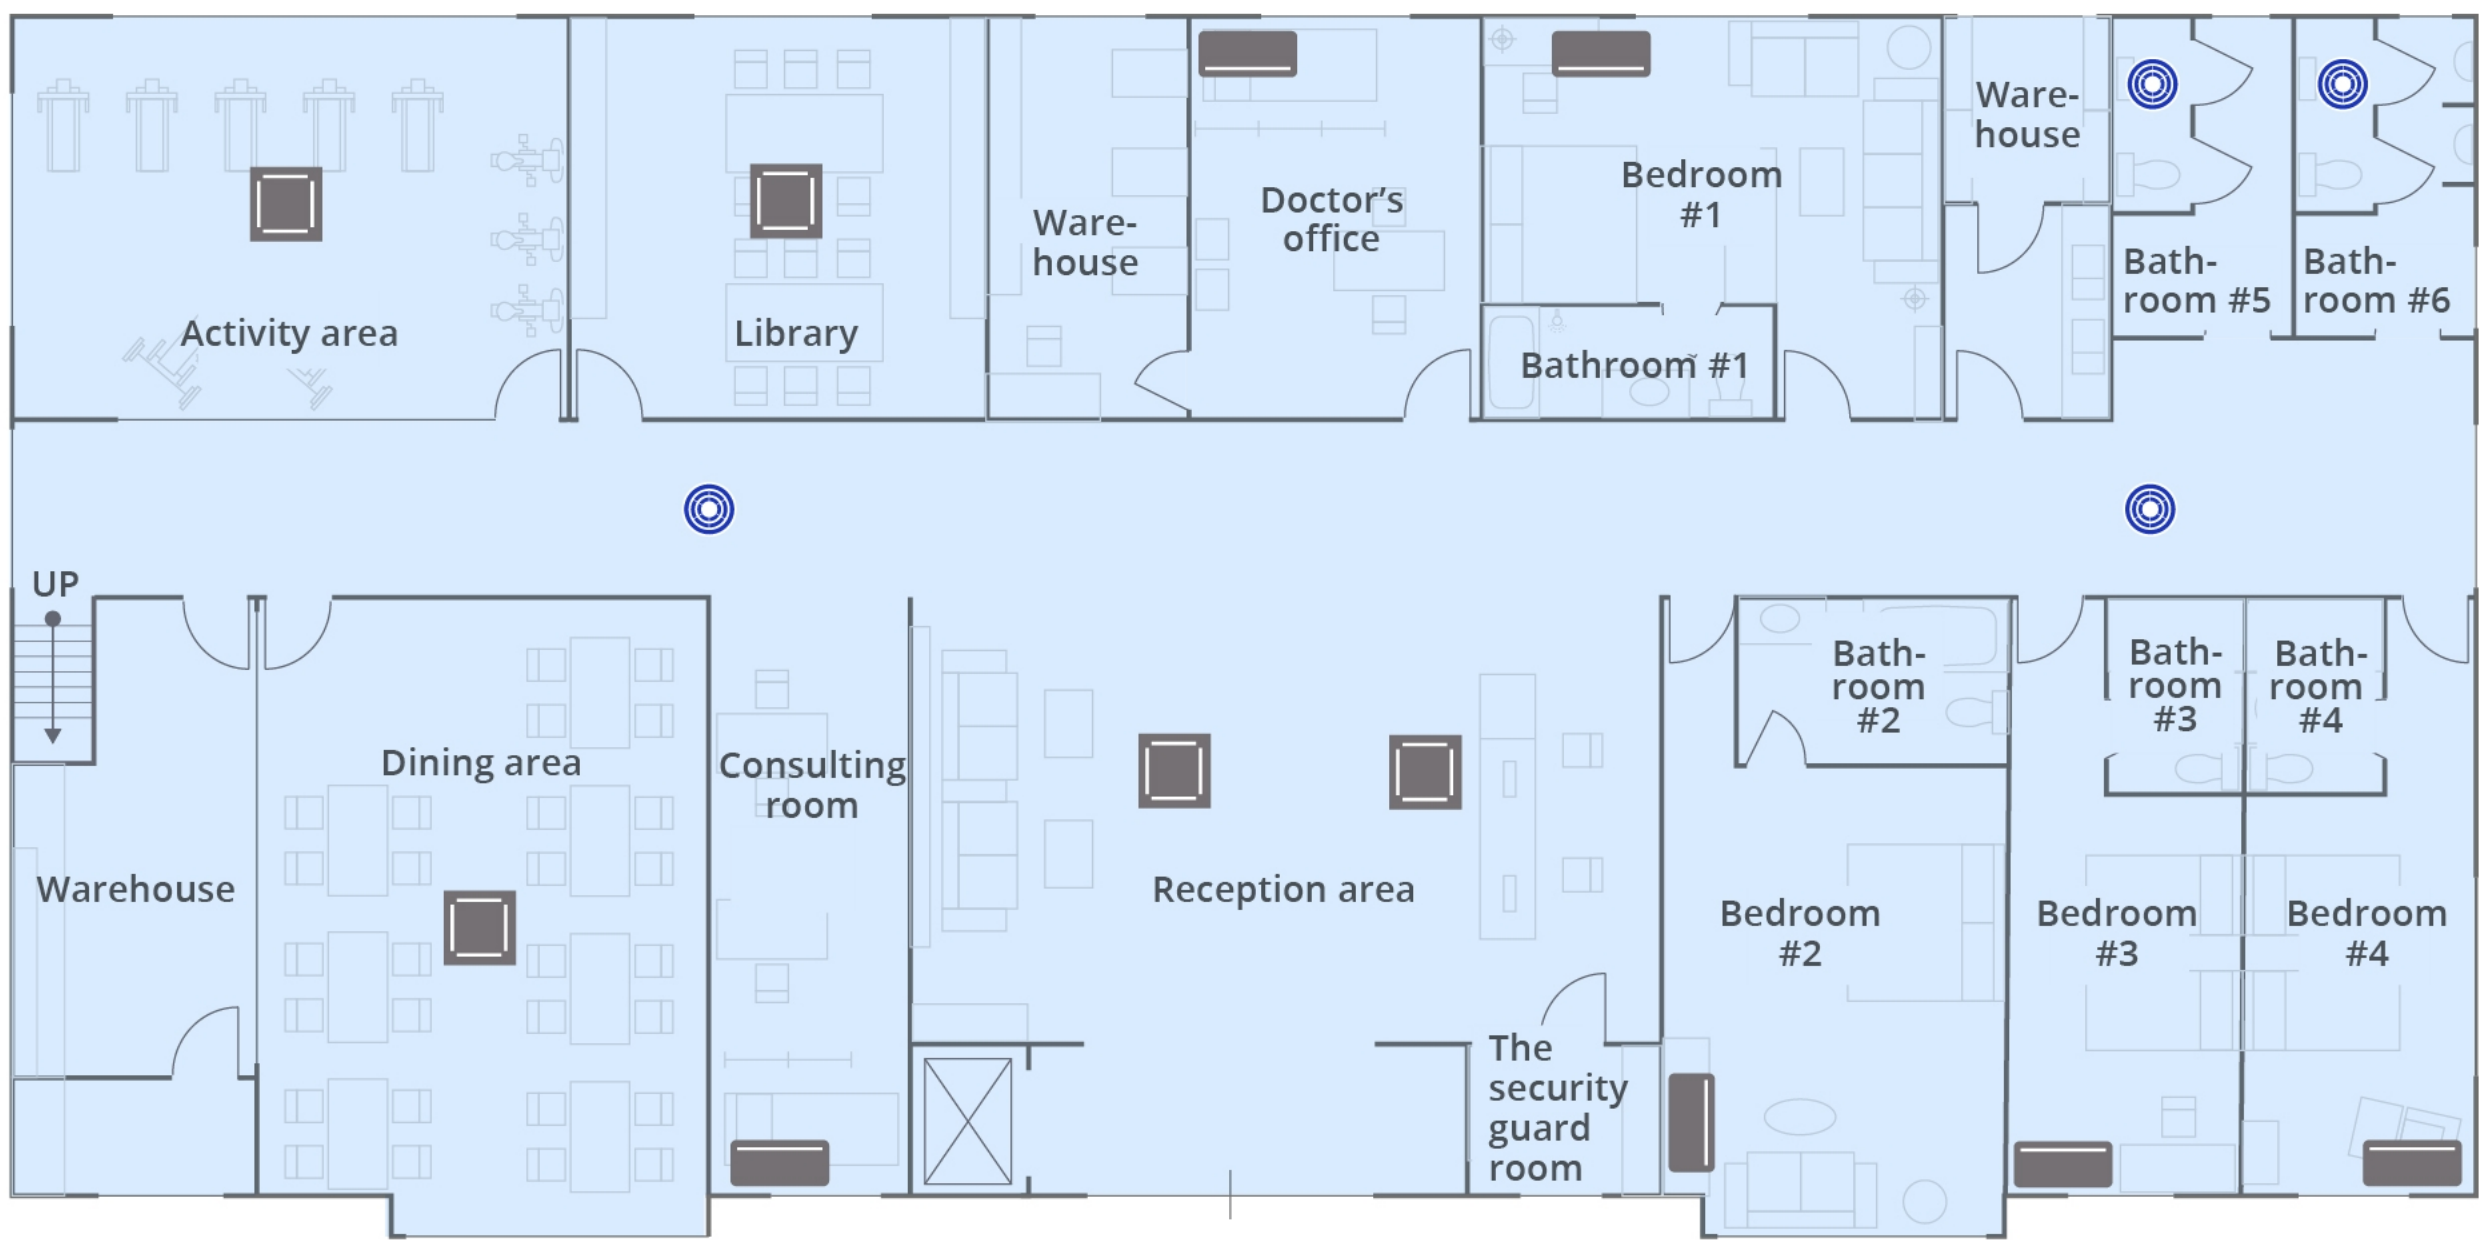 Activity area
Library
Ware-
house
Doctor's
office
Bedroom
#1
Bathroom #1
Ware-
house
Bath-
room #5
Bath-
room #6
UP
Warehouse
Dining area
Consulting
room
Reception area
The
security
guard
room
Bath-
room
#2
Bedroom
#2
Bath-
room
#3
Bedroom
#3
Bath-
room
#4
Bedroom
#4